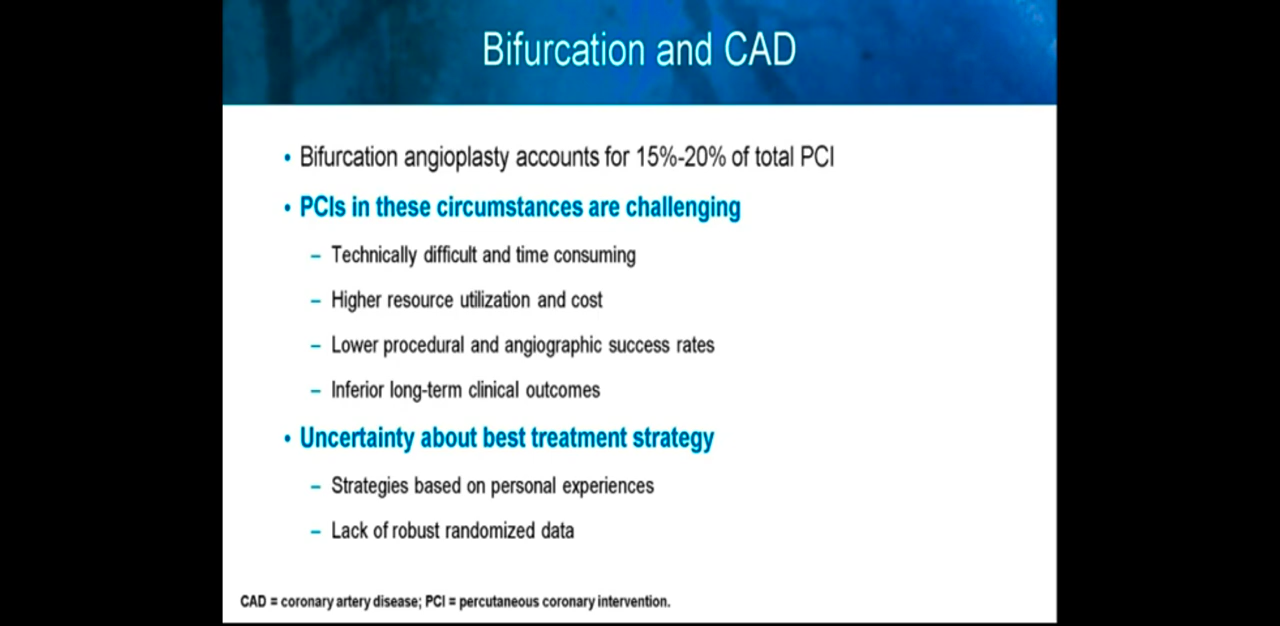 Bifurcation and CAD
• Bifurcation angioplasty accounts for 15%-20% of total PCI
• PCIs in these circumstances are challenging
– Technically difficult and time consuming
– Higher resource utilization and cost
– Lower procedural and angiographic success rates
– Inferior long-term clinical outcomes
• Uncertainty about best treatment strategy
– Strategies based on personal experiences
– Lack of robust randomized data
CAD = coronary artery disease; PCI = percutaneous coronary intervention.